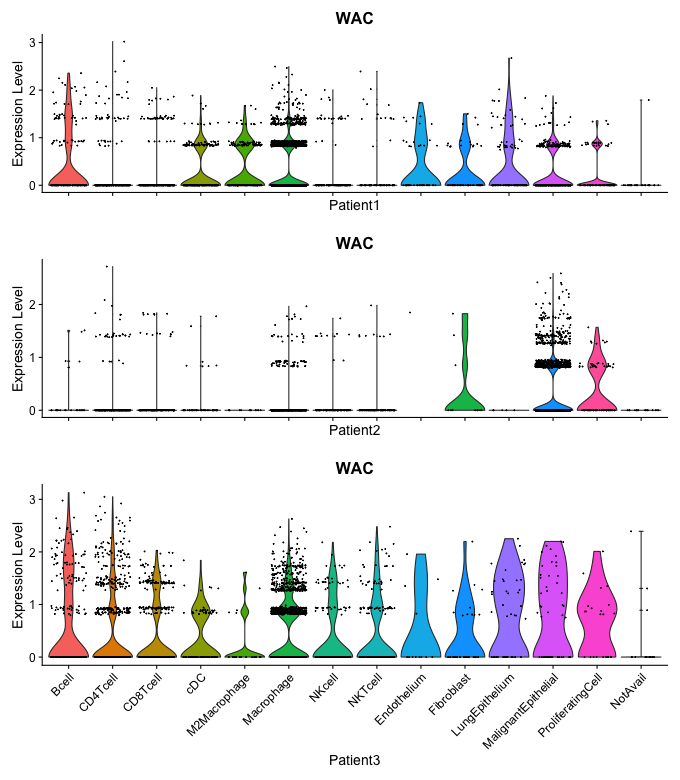 WAC
Expression Level
3
2
1
0
Patient1
WAC
Expression Level
2
1
0
Patient2
WAC
Expression Level
3
2
1
0
Bcell
CD4Tcell
CD8Tcell
cDC
M2Macrophage
Macrophage
NKcell
NKTcell
Endothelium
Fibroblast
LungEpithelium
MalignantEpithelial
ProliferatingCell
NotAvail
Patient3